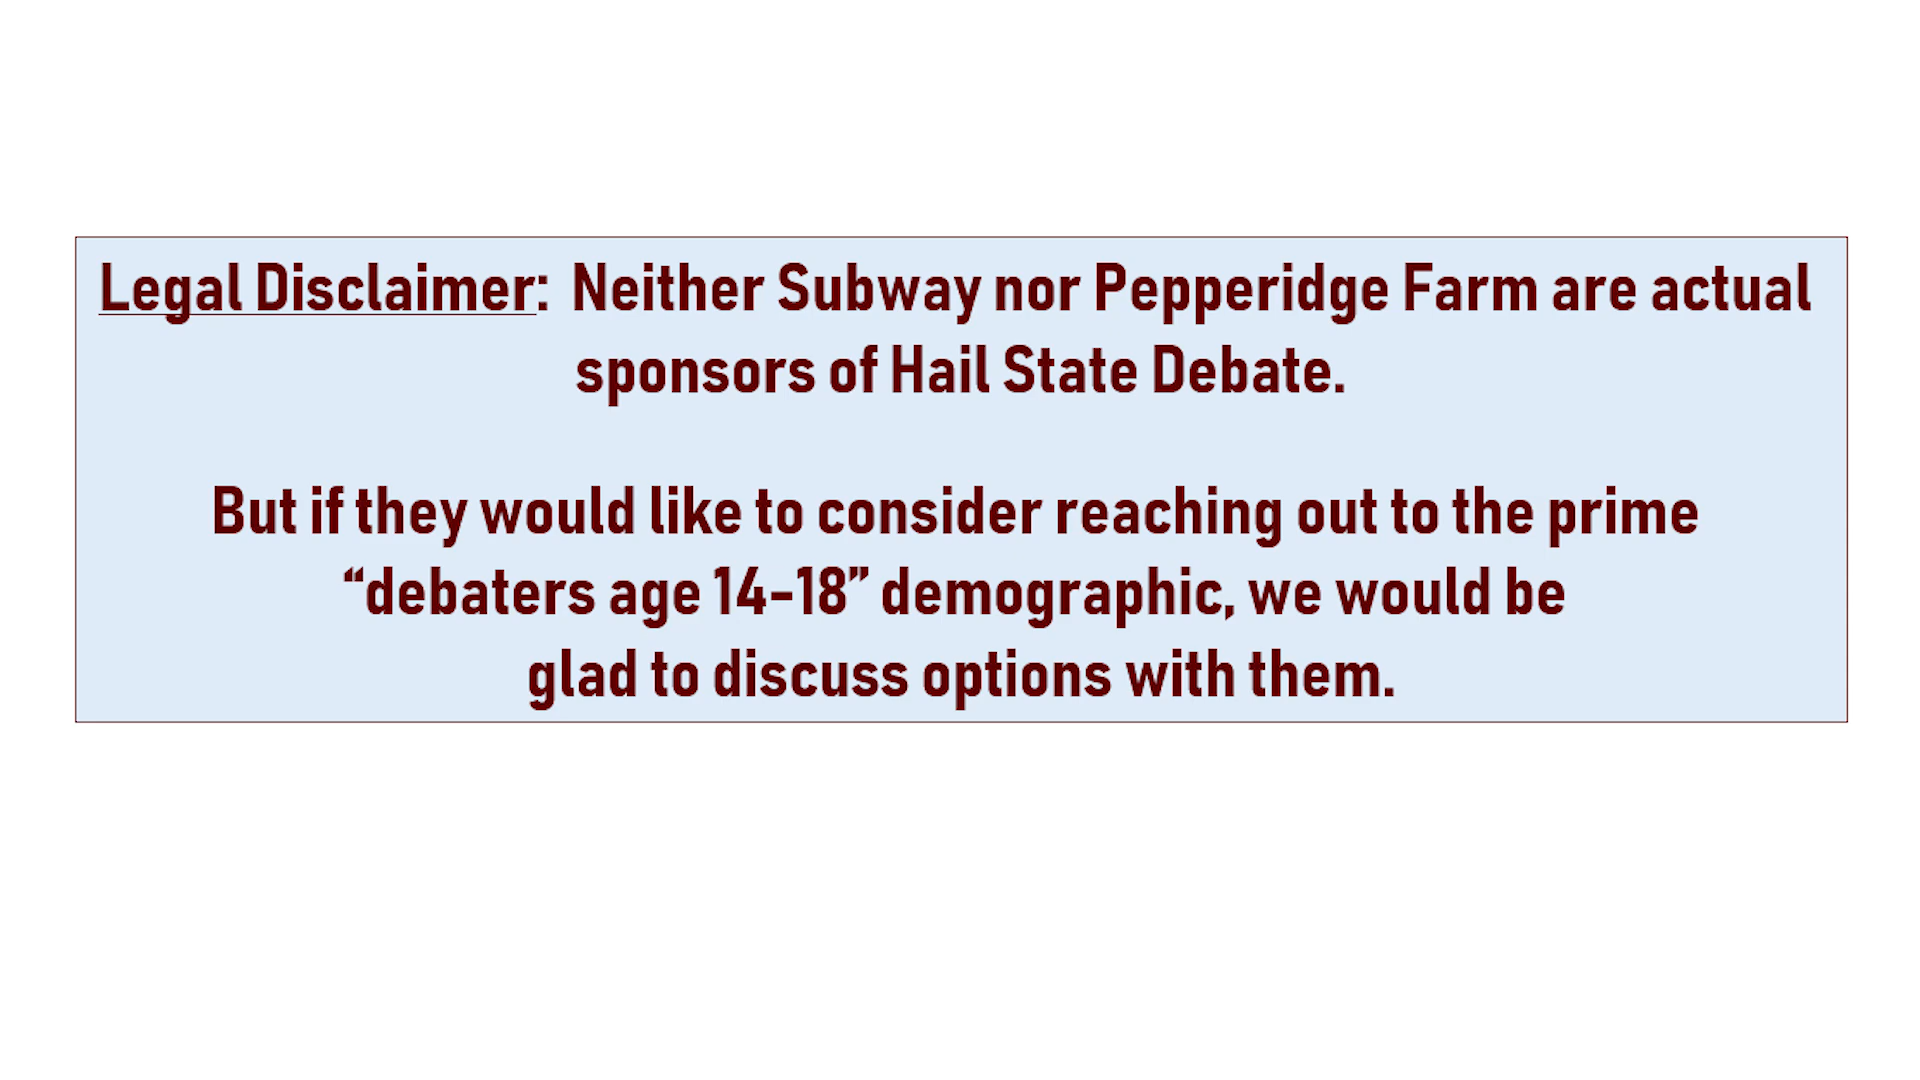 Legal Disclaimer:  Neither Subway nor Pepperidge Farm are actual
sponsors of Hail State Debate.
But if they would like to consider reaching out to the prime
“debaters age 14-18” demographic, we would be
glad to discuss options with them.